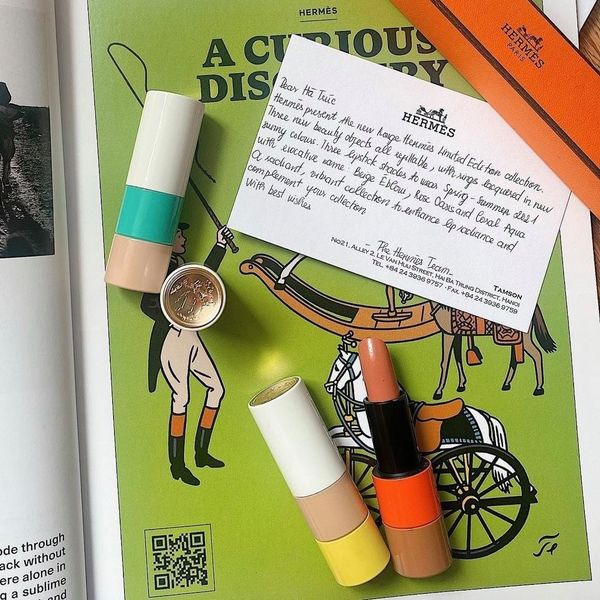 HERMÈS
A CURIOUS
HERMÈS
PARIS
HERMÈS
Dear Hà Trúc
Hermès present the new Rouge Hermès Limited Edition collection.
Three new beauty objects all refillable, with rings lacquered in new
sunny colours. Three lipstick shades to wear Spring-Summer 2021
with evocative name: Beige Ebloui, Rose Oasis and Coral Aqua
A radiant, vibrant collection to enhance lip radiance and
complement your collection
With best wishes
- The Hermès Team -
TAMSON
NO21, ALLEY 2, LE VAN HUU STREET, HAI BA TRUNG DISTRICT, HANOI
TEL. +84 24 3936 9757 - FAX +84 24 3936 9759
ode through
ack without
ere alone in
g a sublime
and